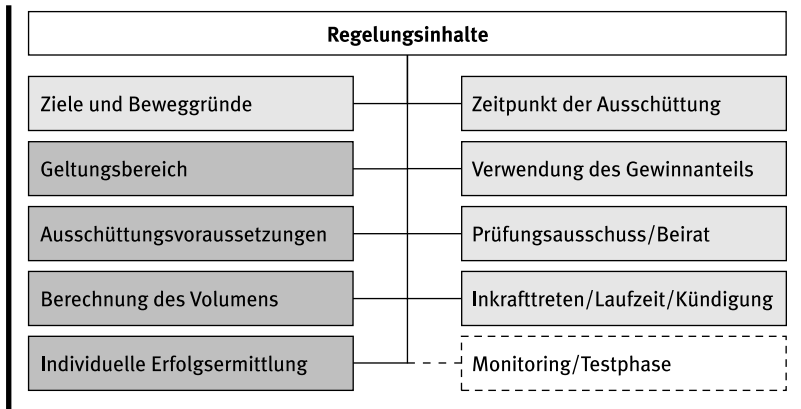 Regelungsinhalte
Ziele und Beweggründe
Geltungsbereich
Ausschüttungsvoraussetzungen
Berechnung des Volumens
Individuelle Erfolgsermittlung
Zeitpunkt der Ausschüttung
Verwendung des Gewinnanteils
Prüfungsausschuss/Beirat
Inkrafttreten/Laufzeit/Kündigung
Monitoring/Testphase